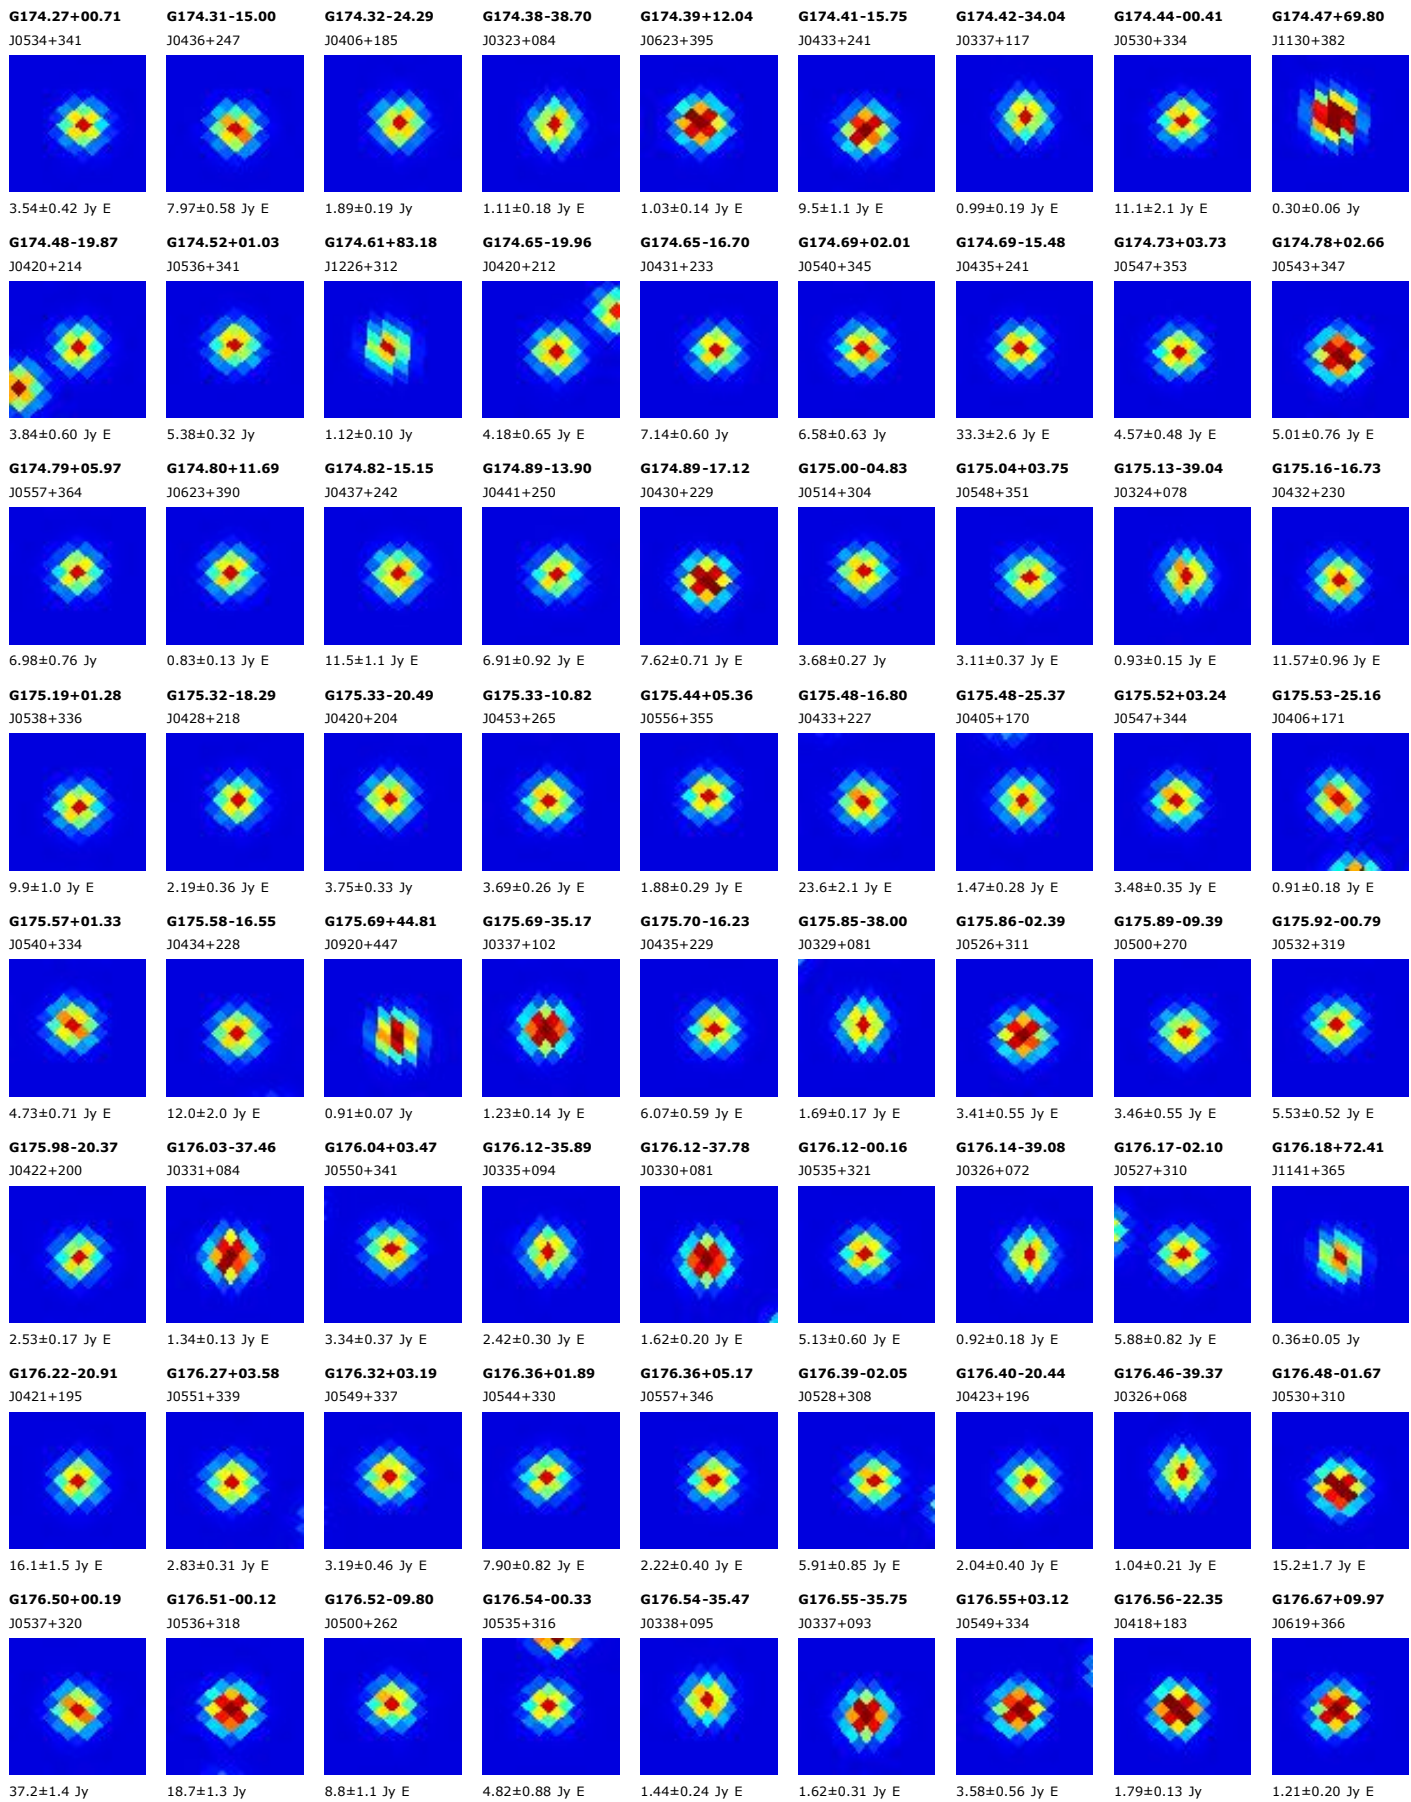 G174.27+00.71 G174.31-15.00 G174.32-24.29 G174.38-38.70 G174.39+12.04 G174.41-15.75 G174.42-34.04 G174.44-00.41 G174.47+69.80
J0534+341 J0436+247 J0406+185 J0323+084 J0623+395 J0433+241 J0337+117 J0530+334 J1130+382
3.54±0.42 Jy E 7.97±0.58 Jy E 1.89±0.19 Jy 1.11±0.18 Jy E 1.03±0.14 Jy E 9.5±1.1 Jy E 0.99±0.19 Jy E 11.1±2.1 Jy E 0.30±0.06 Jy
G174.48-19.87 G174.52+01.03 G174.61+83.18 G174.65-19.96 G174.65-16.70 G174.69+02.01 G174.69-15.48 G174.73+03.73 G174.78+02.66
J0420+214 J0536+341 J1226+312 J0420+212 J0431+233 J0540+345 J0435+241 J0547+353 J0543+347
3.84±0.60 Jy E 5.38±0.32 Jy 1.12±0.10 Jy 4.18±0.65 Jy E 7.14±0.60 Jy 6.58±0.63 Jy 33.3±2.6 Jy E 4.57±0.48 Jy E 5.01±0.76 Jy E
G174.79+05.97 G174.80+11.69 G174.82-15.15 G174.89-13.90 G174.89-17.12 G175.00-04.83 G175.04+03.75 G175.13-39.04 G175.16-16.73
J0557+364 J0623+390 J0437+242 J0441+250 J0430+229 J0514+304 J0548+351 J0324+078 J0432+230
6.98±0.76 Jy 0.83±0.13 Jy E 11.5±1.1 Jy E 6.91±0.92 Jy E 7.62±0.71 Jy E 3.68±0.27 Jy 3.11±0.37 Jy E 0.93±0.15 Jy E 11.57±0.96 Jy E
G175.19+01.28 G175.32-18.29 G175.33-20.49 G175.33-10.82 G175.44+05.36 G175.48-16.80 G175.48-25.37 G175.52+03.24 G175.53-25.16
J0538+336 J0428+218 J0420+204 J0453+265 J0556+355 J0433+227 J0405+170 J0547+344 J0406+171
9.9±1.0 Jy E 2.19±0.36 Jy E 3.75±0.33 Jy 3.69±0.26 Jy E 1.88±0.29 Jy E 23.6±2.1 Jy E 1.47±0.28 Jy E 3.48±0.35 Jy E 0.91±0.18 Jy E
G175.57+01.33 G175.58-16.55 G175.69+44.81 G175.69-35.17 G175.70-16.23 G175.85-38.00 G175.86-02.39 G175.89-09.39 G175.92-00.79
J0540+334 J0434+228 J0920+447 J0337+102 J0435+229 J0329+081 J0526+311 J0500+270 J0532+319
4.73±0.71 Jy E 12.0±2.0 Jy E 0.91±0.07 Jy 1.23±0.14 Jy E 6.07±0.59 Jy E 1.69±0.17 Jy E 3.41±0.55 Jy E 3.46±0.55 Jy E 5.53±0.52 Jy E
G175.98-20.37 G176.03-37.46 G176.04+03.47 G176.12-35.89 G176.12-37.78 G176.12-00.16 G176.14-39.08 G176.17-02.10 G176.18+72.41
J0422+200 J0331+084 J0550+341 J0335+094 J0330+081 J0535+321 J0326+072 J0527+310 J1141+365
2.53±0.17 Jy E 1.34±0.13 Jy E 3.34±0.37 Jy E 2.42±0.30 Jy E 1.62±0.20 Jy E 5.13±0.60 Jy E 0.92±0.18 Jy E 5.88±0.82 Jy E 0.36±0.05 Jy
G176.22-20.91 G176.27+03.58 G176.32+03.19 G176.36+01.89 G176.36+05.17 G176.39-02.05 G176.40-20.44 G176.46-39.37 G176.48-01.67
J0421+195 J0551+339 J0549+337 J0544+330 J0557+346 J0528+308 J0423+196 J0326+068 J0530+310
16.1±1.5 Jy E 2.83±0.31 Jy E 3.19±0.46 Jy E 7.90±0.82 Jy E 2.22±0.40 Jy E 5.91±0.85 Jy E 2.04±0.40 Jy E 1.04±0.21 Jy E 15.2±1.7 Jy E
G176.50+00.19 G176.51-00.12 G176.52-09.80 G176.54-00.33 G176.54-35.47 G176.55-35.75 G176.55+03.12 G176.56-22.35 G176.67+09.97
J0537+320 J0536+318 J0500+262 J0535+316 J0338+095 J0337+093 J0549+334 J0418+183 J0619+366
37.2±1.4 Jy 18.7±1.3 Jy 8.8±1.1 Jy E 4.82±0.88 Jy E 1.44±0.24 Jy E 1.62±0.31 Jy E 3.58±0.56 Jy E 1.79±0.13 Jy 1.21±0.20 Jy E